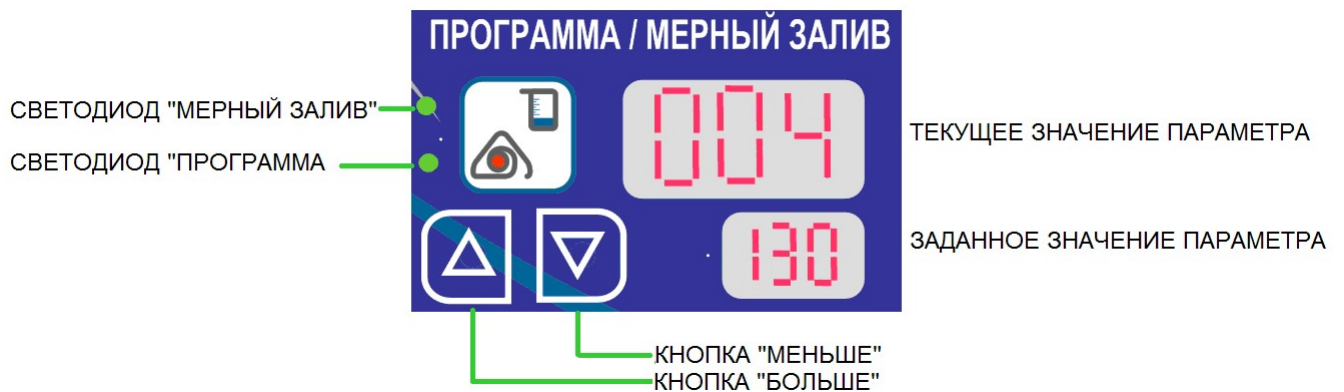 ПРОГРАММА / МЕРНЫЙ ЗАЛИВ
СВЕТОДИОД "МЕРНЫЙ ЗАЛИВ"
СВЕТОДИОД "ПРОГРАММА
004
ТЕКУЩЕЕ ЗНАЧЕНИЕ ПАРАМЕТРА
130
ЗАДАННОЕ ЗНАЧЕНИЕ ПАРАМЕТРА
КНОПКА "МЕНЬШЕ"
КНОПКА "БОЛЬШЕ"